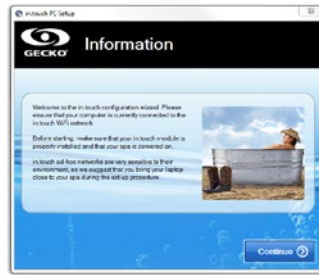 in.touch PC Setup
GECKO
Information
Welcome to the in.touch configuration wizard. Please
ensure that your computer is currently connected to the
in.touch WiFi network.
Before starting, make sure that your in.touch module is
properly installed and that your spa is powered on.
in.touch ad-hoc networks are very sensitive to their
environment, so we suggest that you bring your laptop
close to your spa during the set up procedure.
Continue